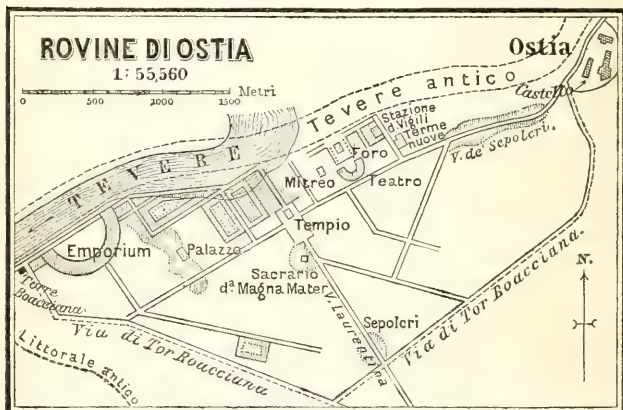 ROVINE DI OSTIA
1:55,560
Metri
0 500 1000 1500
Ostia
Castello
Tevere antico
TEVERE
Stazione
d. Vigili
Terme
nuove
Foro
V. de' Sepolcri.
Mitreo
Teatro
Tempio
Emporium
Palazzo
Sacrario
dª Magna Mater
Torre
Boacciana
V. Laurentina
Sepolcri
Via di Tor Boacciana.
Via di Tor Boacciana
Littorale
antico
N.